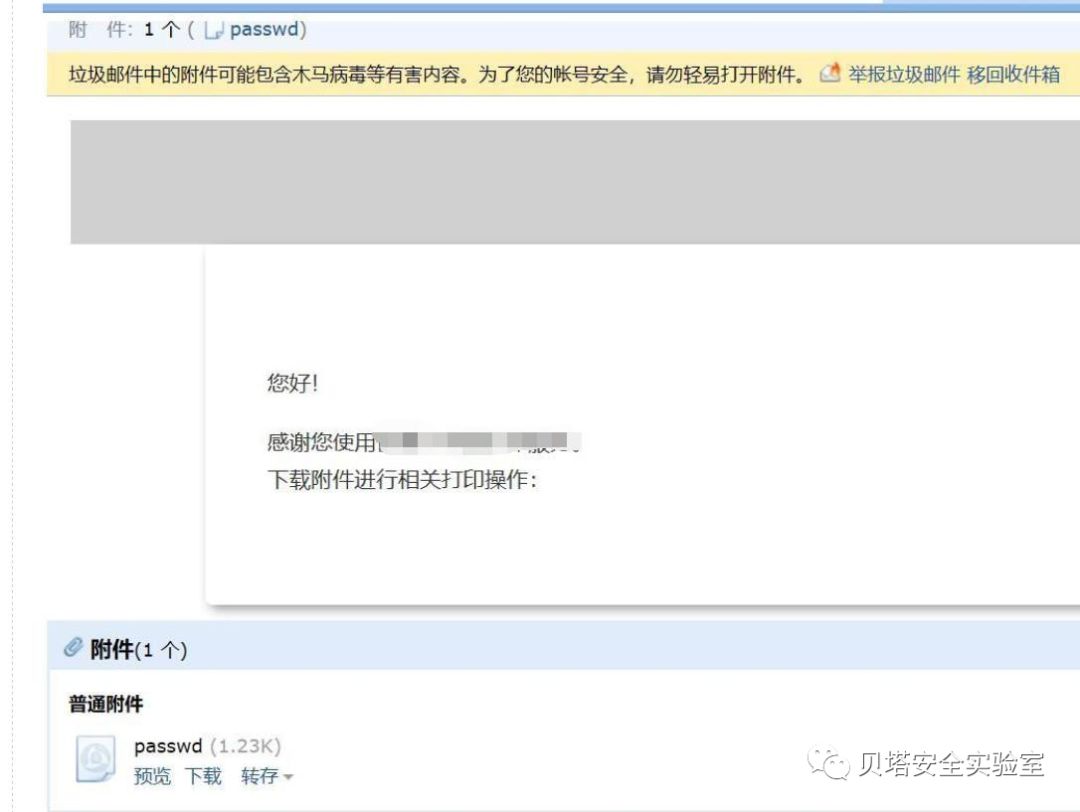 附 件: 1 个 ( passwd)
垃圾邮件中的附件可能包含木马病毒等有害内容。为了您的帐号安全，请勿轻易打开附件。 举报垃圾邮件 移回收件箱
您好!
感谢您使用
下载附件进行相关打印操作:
附件(1 个)
普通附件
passwd (1.23K)
预览 下载 转存
贝塔安全实验室